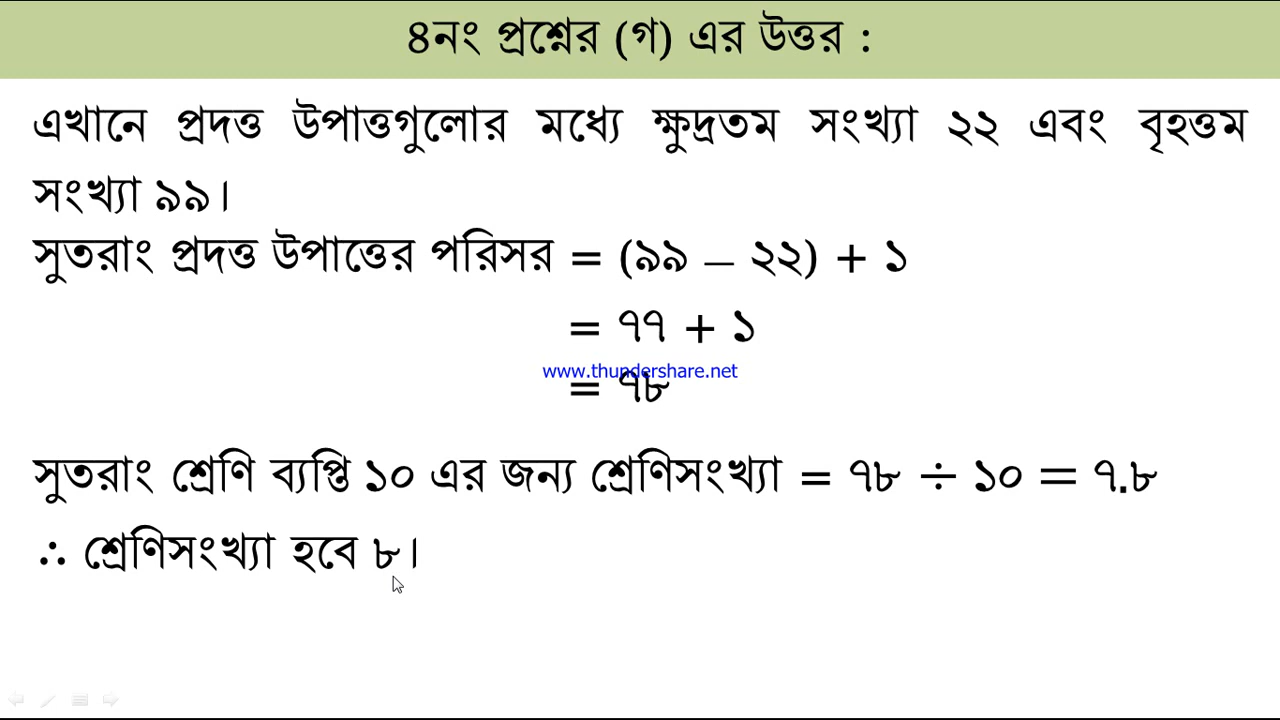 ৪নং প্রশ্নের (গ) এর উত্তর :
এখানে প্রদত্ত উপাত্তগুলোর মধ্যে ক্ষুদ্রতম সংখ্যা ২২ এবং বৃহত্তম
সংখ্যা ৯৯।
সুতরাং প্রদত্ত উপাত্তের পরিসর = (৯৯ – ২২) + ১
= ৭৭ + ১
www.thundershare.net
= ৭৮
সুতরাং শ্রেণি ব্যপ্তি ১০ এর জন্য শ্রেণিসংখ্যা = ৭৮ ÷ ১০ = ৭.৮
∴ শ্রেণিসংখ্যা হবে ৮।